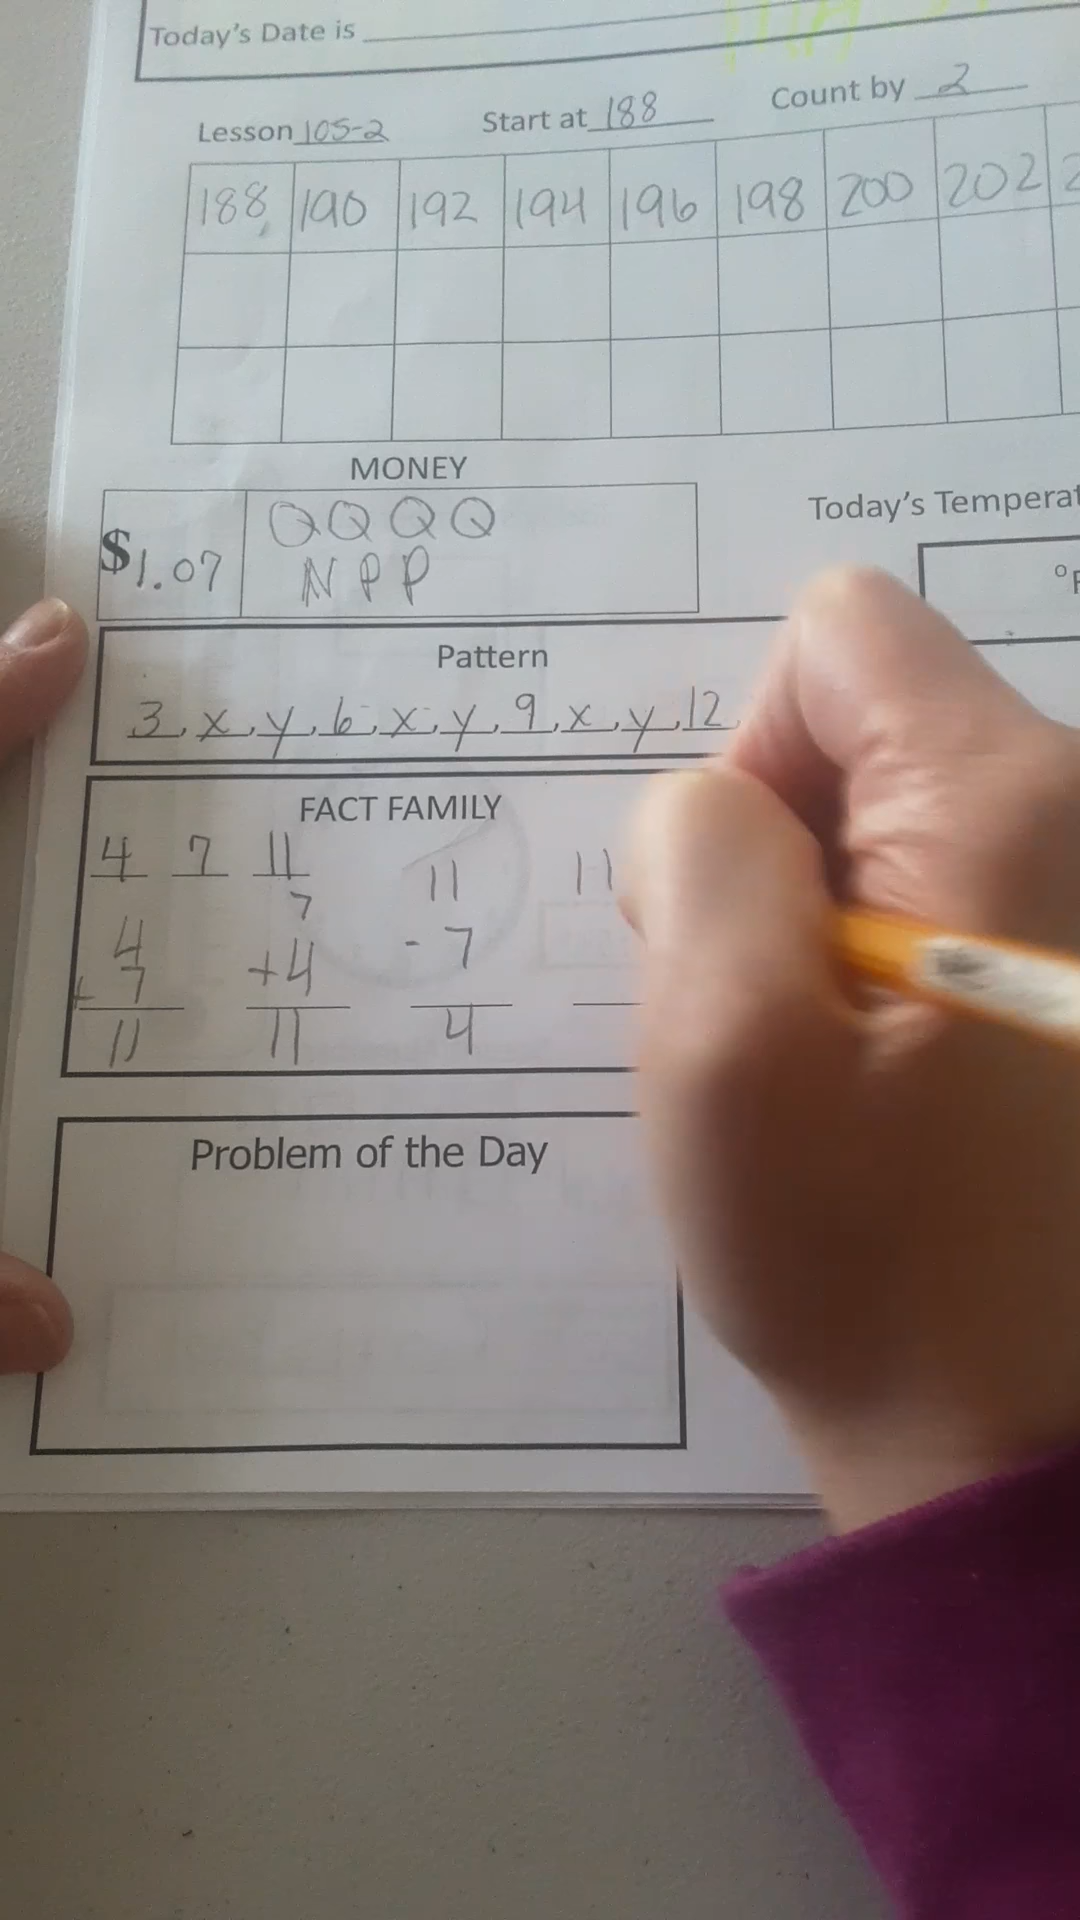 Today's Date is
Lesson 105-2 Start at 188 Count by 2
188, 190 192 194 196 198 200 202
MONEY
$1.07 Q Q Q Q
N P P
Today's Temperat
°F
Pattern
3, x, y, 6, x, y, 9, x, y, 12
FACT FAMILY
4 7 11
4 7 11 11
+ 7 + 4 - 7
11 11 4
Problem of the Day